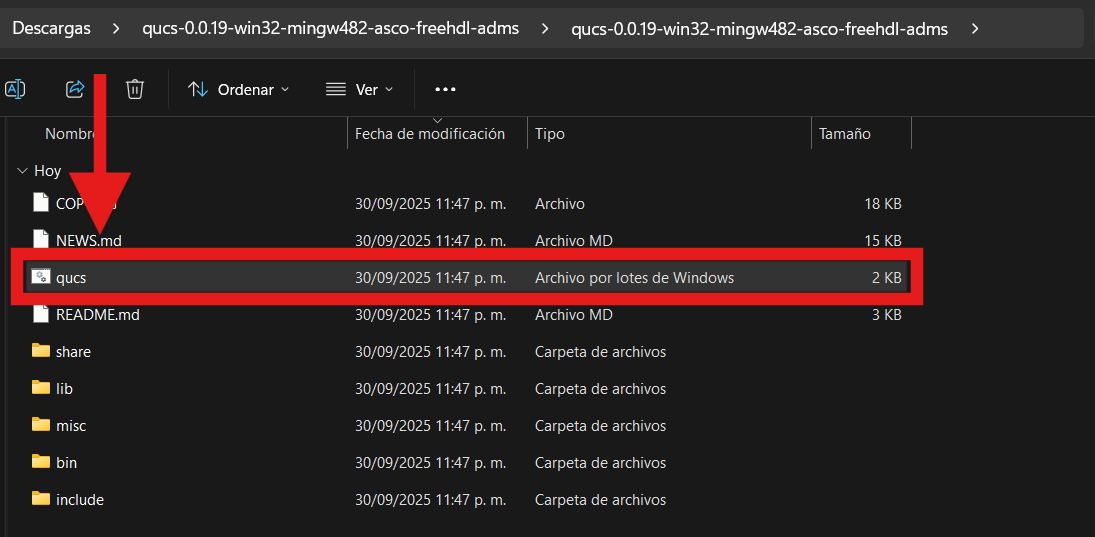 Descargas > qucs-0.0.19-win32-mingw482-asco-freehdl-adms > qucs-0.0.19-win32-mingw482-asco-freehdl-adms >
A Ordenar Ver ...
Fecha de modificación Tipo Tamaño
Hoy
30/09/2025 11:47 p. m. Archivo 18 KB
NEWS.md 30/09/2025 11:47 p. m. Archivo MD 15 KB
qucs 30/09/2025 11:47 p. m. Archivo por lotes de Windows 2 KB
README.md 30/09/2025 11:47 p. m. Archivo MD 3 KB
share 30/09/2025 11:47 p. m. Carpeta de archivos
lib 30/09/2025 11:47 p. m. Carpeta de archivos
misc 30/09/2025 11:47 p. m. Carpeta de archivos
bin 30/09/2025 11:47 p. m. Carpeta de archivos
include 30/09/2025 11:47 p. m. Carpeta de archivos